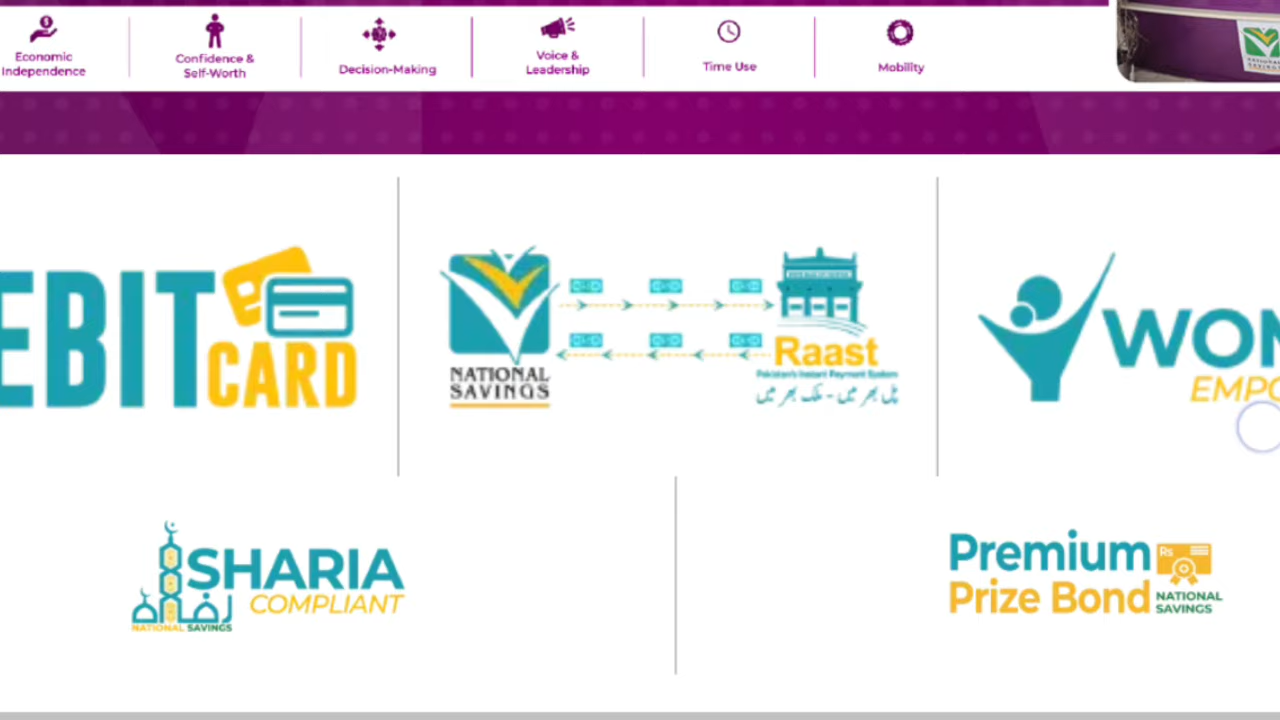 Economic
Independence
Confidence &
Self-Worth
Decision-Making
Voice &
Leadership
Time Use
Mobility
NATIONAL
SAVINGS
EBIT
CARD
NATIONAL
SAVINGS
Raast
Pakistan's Instant Payment System
پل بھر میں - ملک بھر میں
WOM
EMPO
SHARIA
COMPLIANT
NATIONAL SAVINGS
Premium
Prize Bond
Rs
NATIONAL
SAVINGS